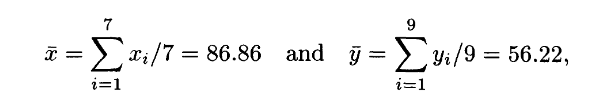 x̄ = ∑_{i=1}^{7} x_i/7 = 86.86 and ȳ = ∑_{i=1}^{9} y_i/9 = 56.22,